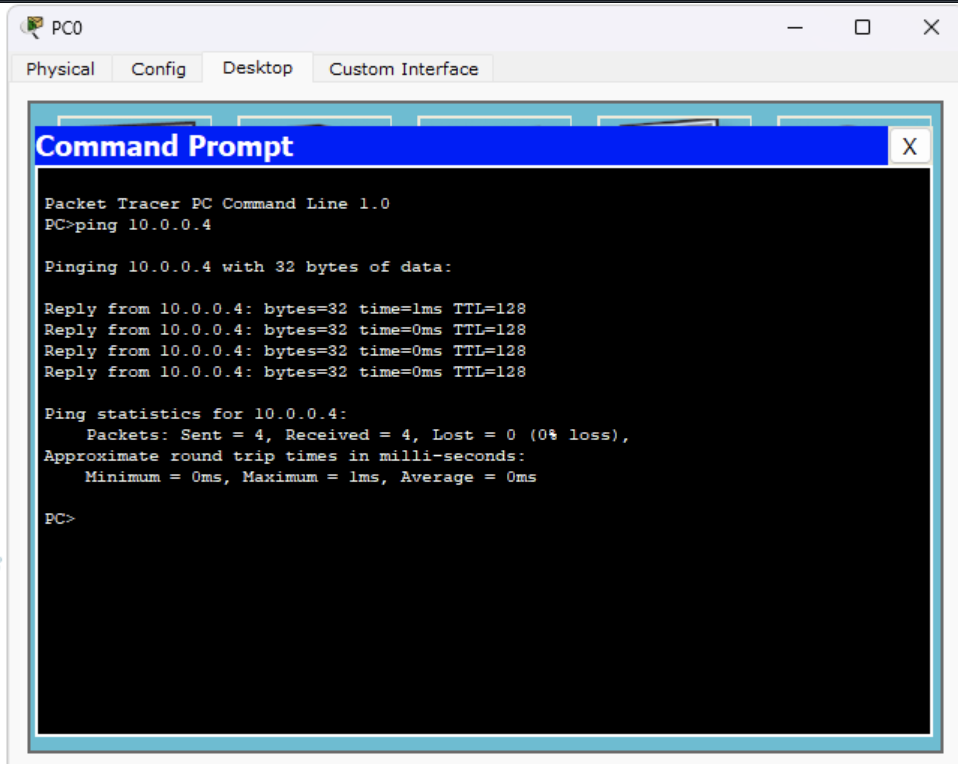 PC0
Physical Config Desktop Custom Interface
Command Prompt
X
Packet Tracer PC Command Line 1.0
PC>ping 10.0.0.4
Pinging 10.0.0.4 with 32 bytes of data:
Reply from 10.0.0.4: bytes=32 time=1ms TTL=128
Reply from 10.0.0.4: bytes=32 time=0ms TTL=128
Reply from 10.0.0.4: bytes=32 time=0ms TTL=128
Reply from 10.0.0.4: bytes=32 time=0ms TTL=128
Ping statistics for 10.0.0.4:
Packets: Sent = 4, Received = 4, Lost = 0 (0% loss),
Approximate round trip times in milli-seconds:
Minimum = 0ms, Maximum = 1ms, Average = 0ms
PC>